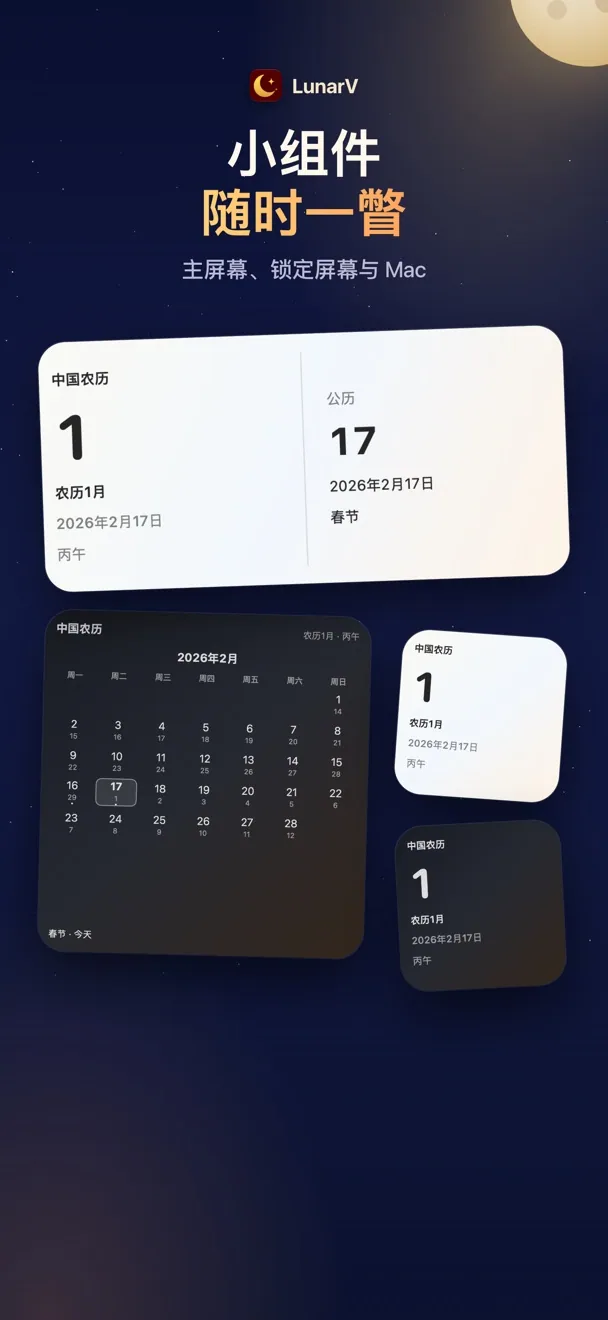 LunarV
小组件
随时一瞥
主屏幕、锁定屏幕与 Mac
中国农历
1
农历1月
2026年2月17日
丙午
公历
17
2026年2月17日
春节
中国农历
农历1月 · 丙午
2026年2月
周一 周二 周三 周四 周五 周六 周日
1
14
2 3 4 5 6 7 8
15 16 17 18 19 20 21
9 10 11 12 13 14 15
22 23 24 25 26 27 28
16 17 18 19 20 21 22
29 1 2 3 4 5 6
23 24 25 26 27 28
7 8 9 10 11 12
春节 · 今天
中国农历
1
农历1月
2026年2月17日
丙午
中国农历
1
农历1月
2026年2月17日
丙午